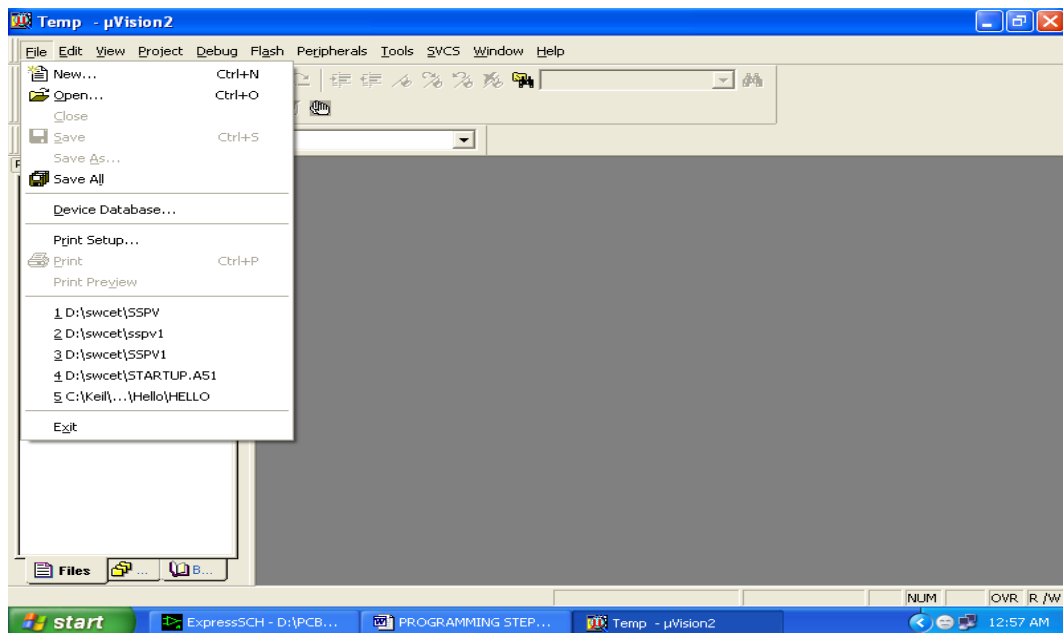 Temp - µVision2
File Edit View Project Debug Flash Peripherals Tools SVCS Window Help
New... Ctrl+N
Open... Ctrl+O
Close
Save Ctrl+S
Save As...
Save All
Device Database...
Print Setup...
Print Ctrl+P
Print Preview
1 D:\swcet\SSPV
2 D:\swcet\sspv1
3 D:\swcet\SSPV1
4 D:\swcet\STARTUP.A51
5 C:\Keil\...\Hello\HELLO
Exit
Files ... B...
NUM OVR R/W
start ExpressSCH - D:\PCB... PROGRAMMING STEP... Temp - µVision2 12:57 AM